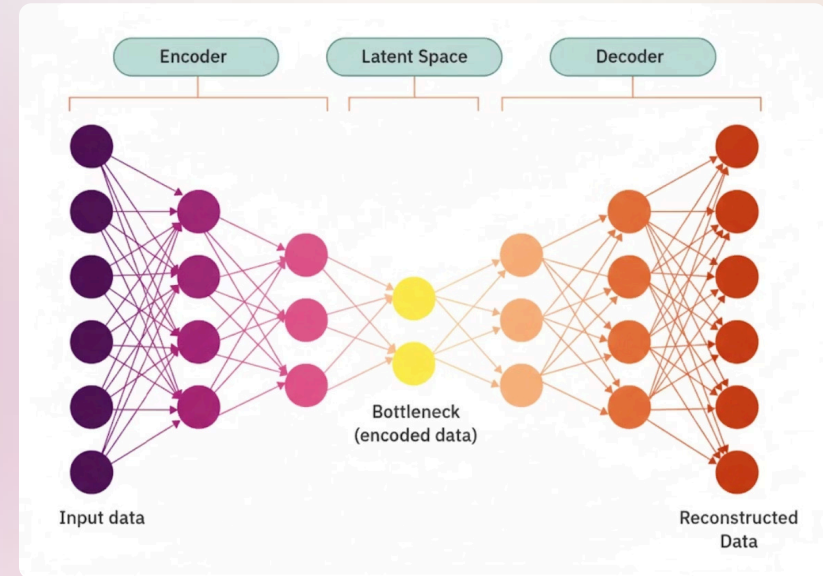 Encoder
Latent Space
Decoder
Bottleneck
(encoded data)
Input data
Reconstructed
Data